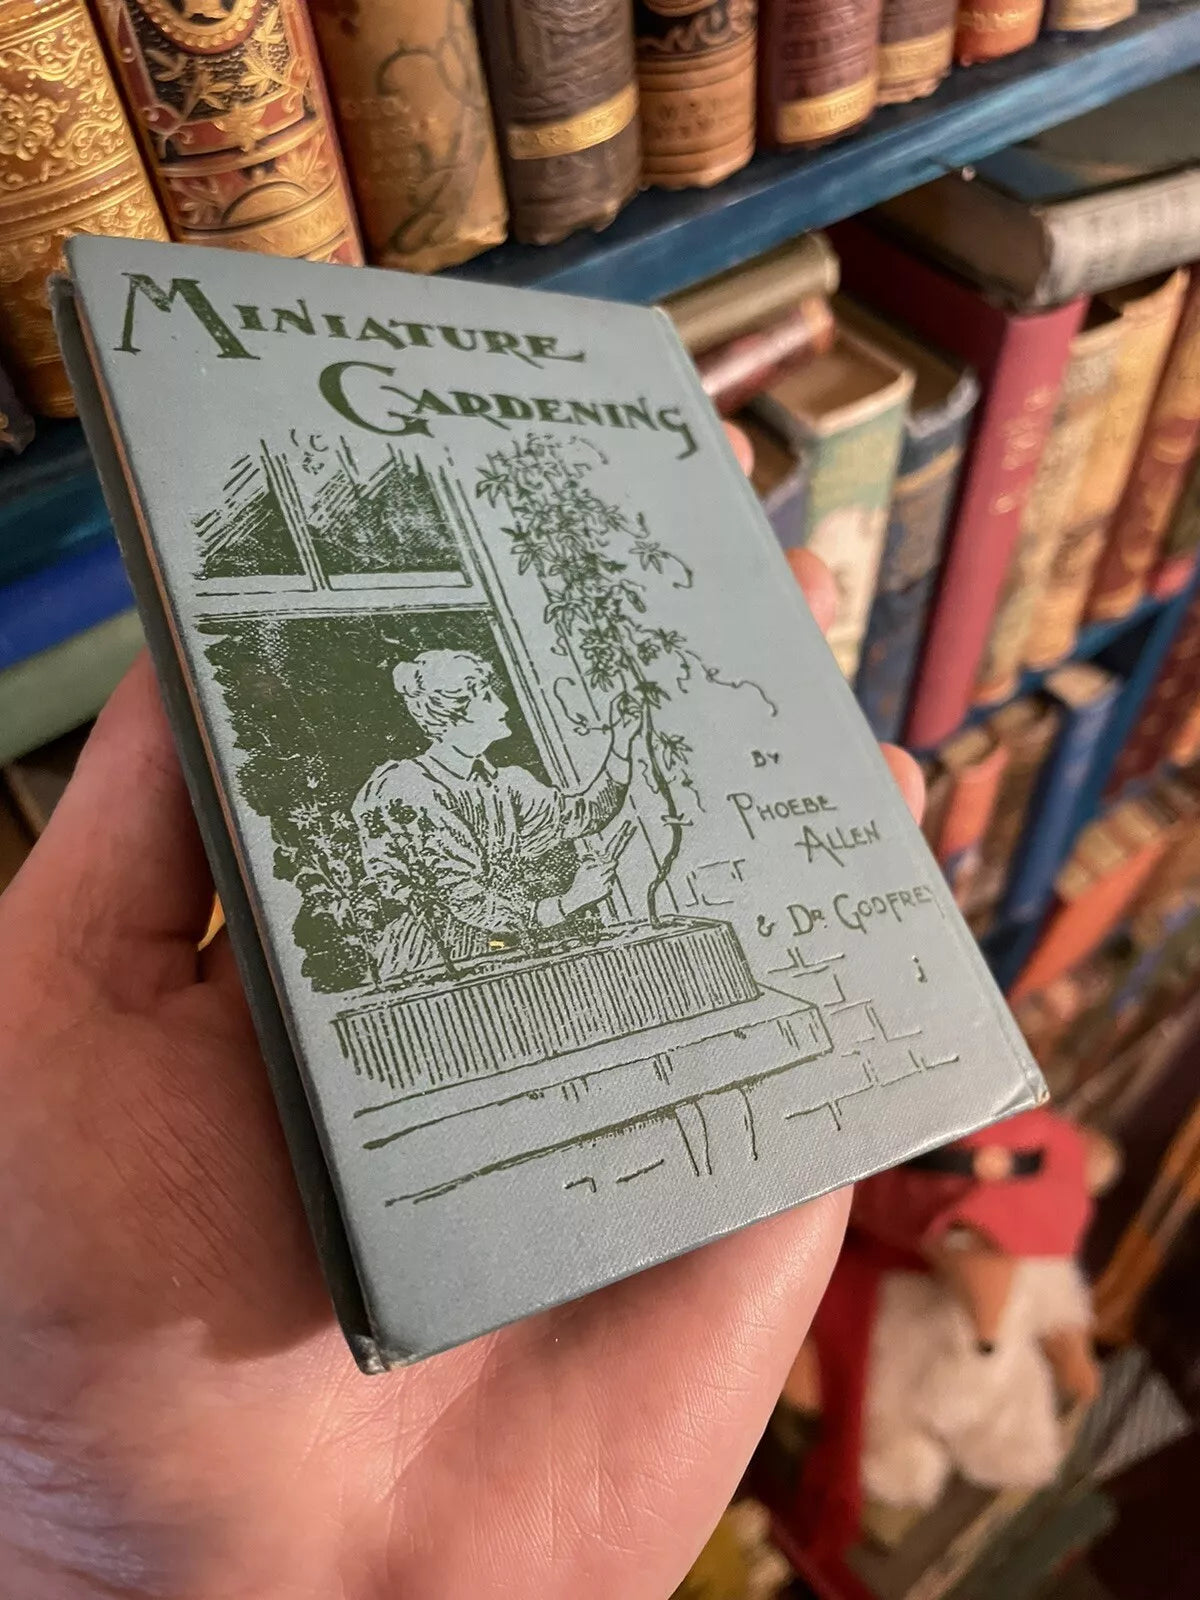 MINIATURE
GARDENING
BY
PHOEBE
ALLEN
& DR GODFREY